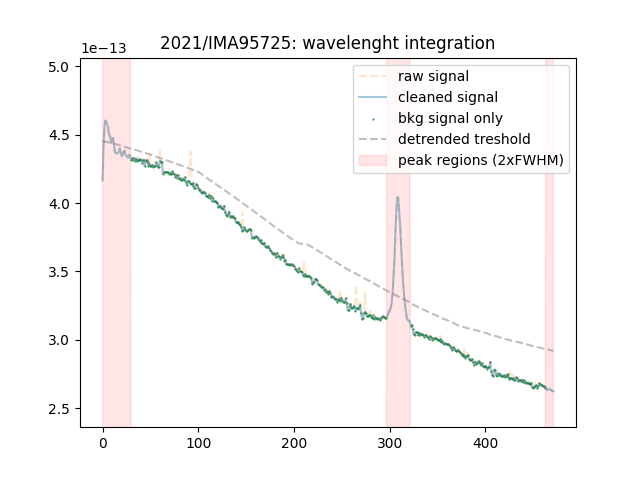 2021/IMA95725: wavelenght integration
1e−13
5.0
4.5
4.0
3.5
3.0
2.5
0 100 200 300 400
raw signal
cleaned signal
bkg signal only
detrended treshold
peak regions (2xFWHM)